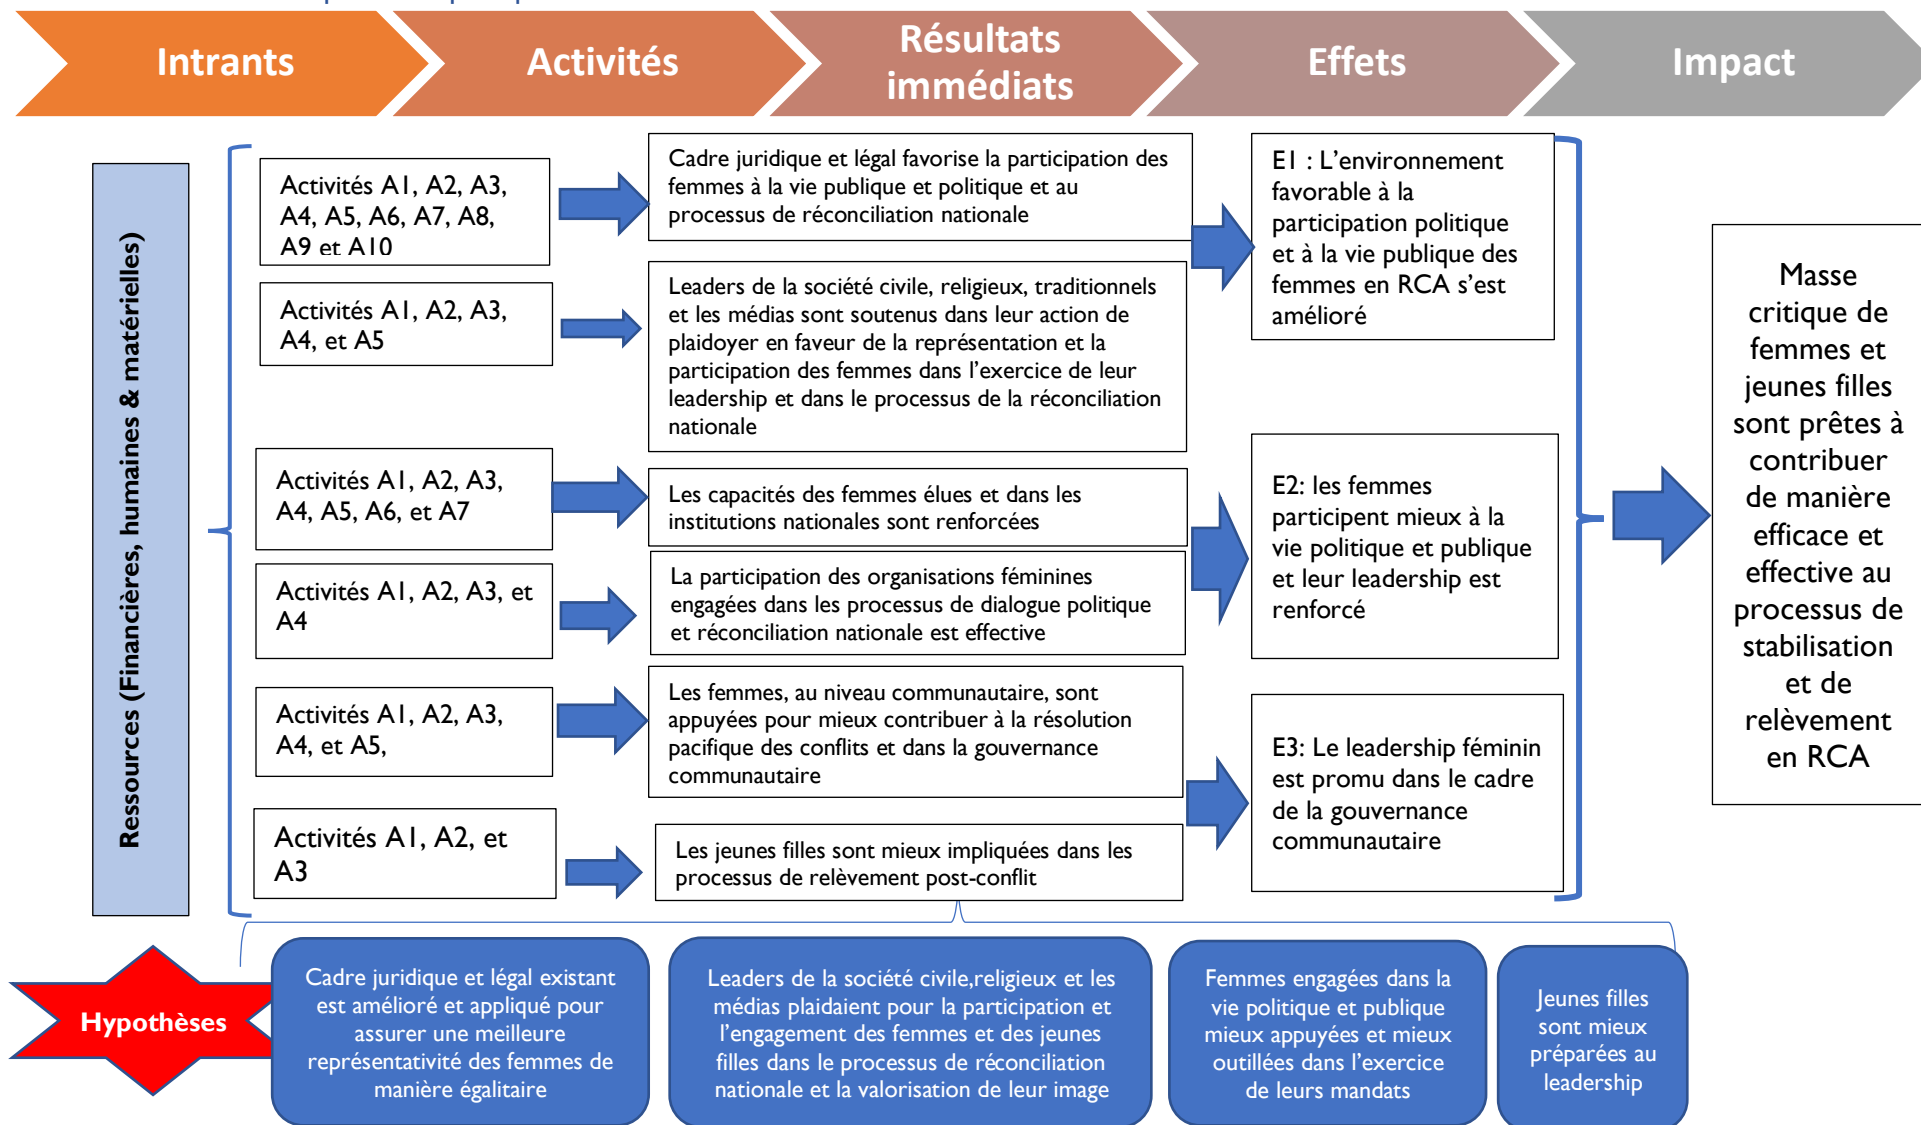 Intrants
Activités
Résultats
immédiats
Effets
Impact
Ressources (Financières, humaines & matérielles)
Activités A1, A2, A3,
A4, A5, A6, A7, A8,
A9 et A10
Cadre juridique et légal favorise la participation des
femmes à la vie publique et politique et au
processus de réconciliation nationale
Activités A1, A2, A3,
A4, et A5
Leaders de la société civile, religieux, traditionnels
et les médias sont soutenus dans leur action de
plaidoyer en faveur de la représentation et la
participation des femmes dans l’exercice de leur
leadership et dans le processus de la réconciliation
nationale
E1 : L’environnement
favorable à la
participation politique
et à la vie publique des
femmes en RCA s’est
amélioré
Activités A1, A2, A3,
A4, A5, A6, et A7
Les capacités des femmes élues et dans les
institutions nationales sont renforcées
Activités A1, A2, A3, et
A4
La participation des organisations féminines
engagées dans les processus de dialogue politique
et réconciliation nationale est effective
E2: les femmes
participent mieux à la
vie politique et publique
et leur leadership est
renforcé
Activités A1, A2, A3,
A4, et A5,
Les femmes, au niveau communautaire, sont
appuyées pour mieux contribuer à la résolution
pacifique des conflits et dans la gouvernance
communautaire
Activités A1, A2, et
A3
Les jeunes filles sont mieux impliquées dans les
processus de relèvement post-conflit
E3: Le leadership féminin
est promu dans le cadre
de la gouvernance
communautaire
Masse
critique de
femmes et
jeunes filles
sont prêtes à
contribuer
de manière
efficace et
effective au
processus de
stabilisation
et de
relèvement
en RCA
Hypothèses
Cadre juridique et légal existant
est amélioré et appliqué pour
assurer une meilleure
représentativité des femmes de
manière égalitaire
Leaders de la société civile,religieux et les
médias plaidaient pour la participation et
l’engagement des femmes et des jeunes
filles dans le processus de réconciliation
nationale et la valorisation de leur image
Femmes engagées dans la
vie politique et publique
mieux appuyées et mieux
outillées dans l’exercice
de leurs mandats
Jeunes filles
sont mieux
préparées au
leadership